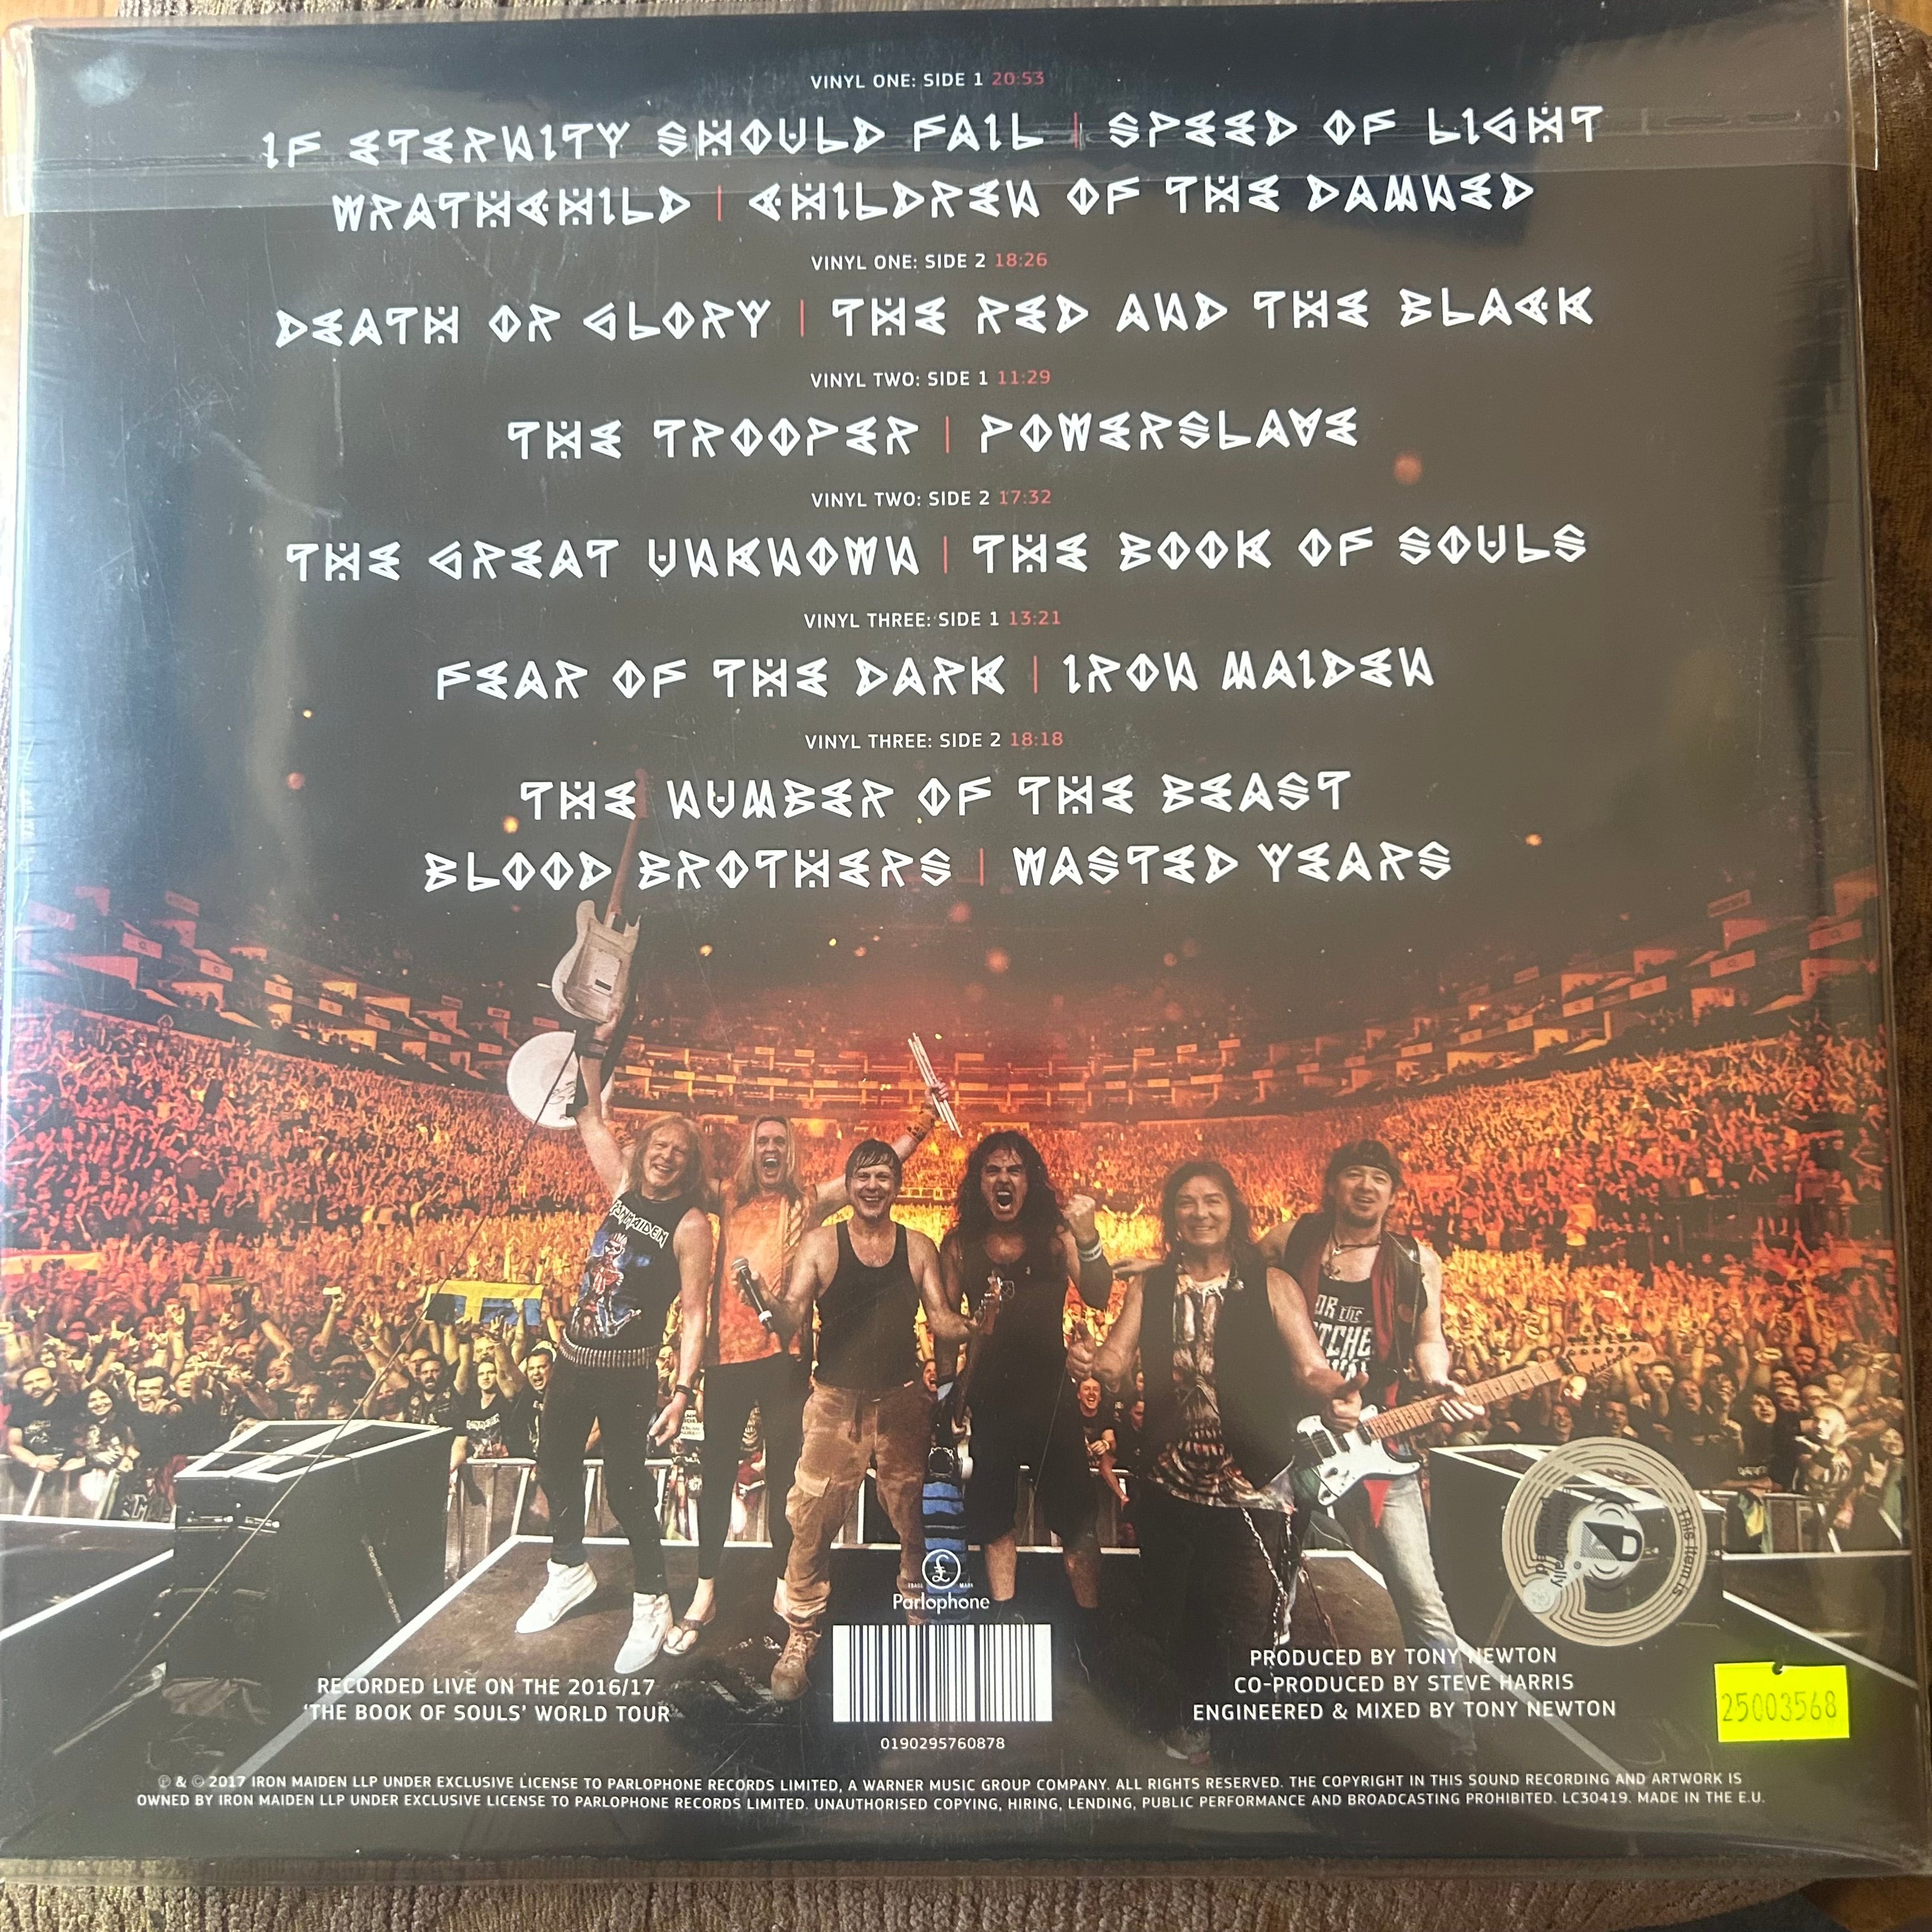 VINYL ONE: SIDE 1 20:53
IF ETERNITY SHOULD FAIL | SPEED OF LIGHT
WRATHCHILD | CHILDREN OF THE DAMNED
VINYL ONE: SIDE 2 18:26
DEATH OR GLORY | THE RED AND THE BLACK
VINYL TWO: SIDE 1 11:29
THE TROOPER | POWERSLAVE
VINYL TWO: SIDE 2 17:32
THE GREAT UNKNOWN | THE BOOK OF SOULS
VINYL THREE: SIDE 1 13:21
FEAR OF THE DARK | IRON MAIDEN
VINYL THREE: SIDE 2 18:18
THE NUMBER OF THE BEAST
BLOOD BROTHERS | WASTED YEARS
IRON MAIDEN
OR THE
This item is
TRADE MARK
Parlophone
0190295760878
RECORDED LIVE ON THE 2016/17
'THE BOOK OF SOULS' WORLD TOUR
PRODUCED BY TONY NEWTON
CO-PRODUCED BY STEVE HARRIS
ENGINEERED & MIXED BY TONY NEWTON
25003568
℗ & © 2017 IRON MAIDEN LLP UNDER EXCLUSIVE LICENSE TO PARLOPHONE RECORDS LIMITED, A WARNER MUSIC GROUP COMPANY. ALL RIGHTS RESERVED. THE COPYRIGHT IN THIS SOUND RECORDING AND ARTWORK IS
OWNED BY IRON MAIDEN LLP UNDER EXCLUSIVE LICENSE TO PARLOPHONE RECORDS LIMITED. UNAUTHORISED COPYING, HIRING, LENDING, PUBLIC PERFORMANCE AND BROADCASTING PROHIBITED. LC30419. MADE IN THE E.U.